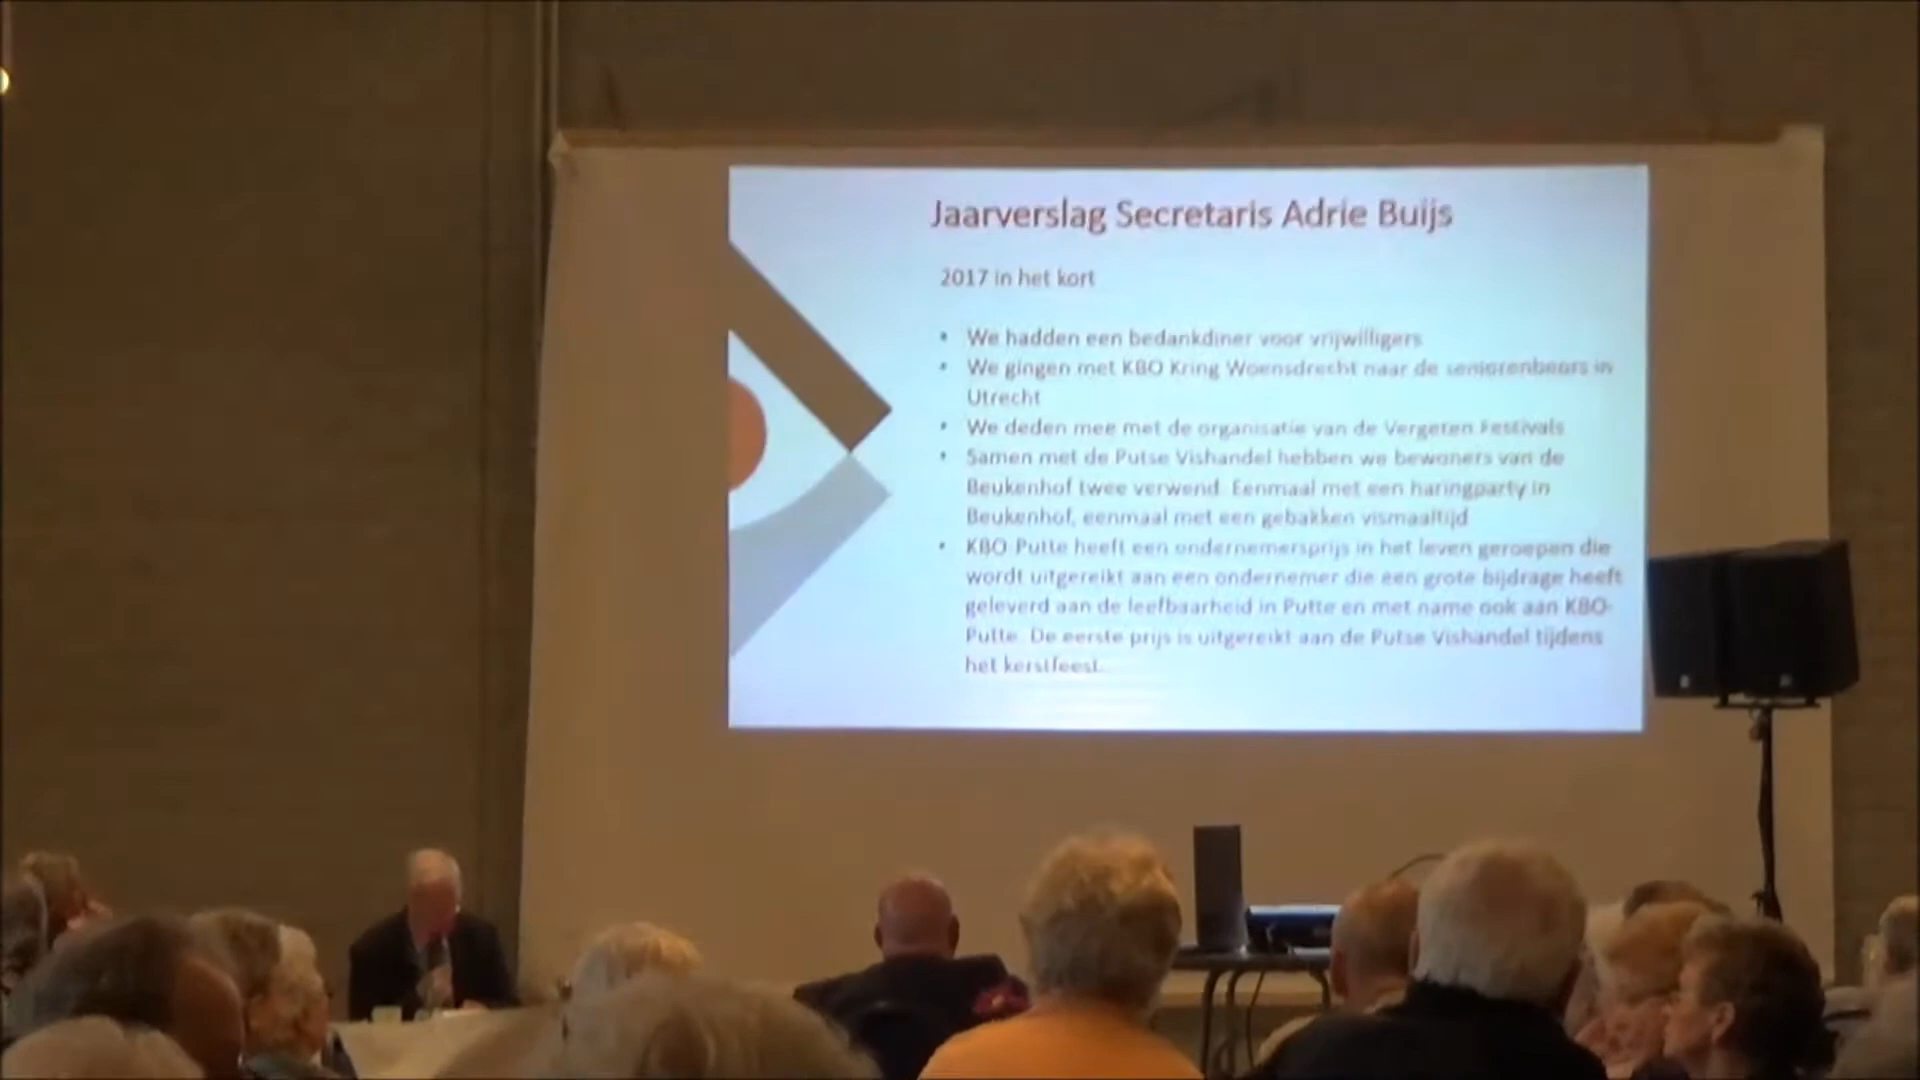 Jaarverslag Secretaris Adrie Buijs
2017 in het kort
• We hadden een bedankdiner voor vrijwilligers
• We gingen met KBO Kring Woensdrecht naar de seniorenbeurs in
Utrecht
• We deden mee met de organisatie van de Vergeten Festivals
• Samen met de Putse Vishandel hebben we bewoners van de
Beukenhof twee verwend. Eenmaal met een haringparty in
Beukenhof, eenmaal met een gebakken vismaaltijd
• KBO-Putte heeft een ondernemersprijs in het leven geroepen die
wordt uitgereikt aan een ondernemer die een grote bijdrage heeft
geleverd aan de leefbaarheid in Putte en met name ook aan KBO-
Putte. De eerste prijs is uitgereikt aan de Putse Vishandel tijdens
het kerstfeest.